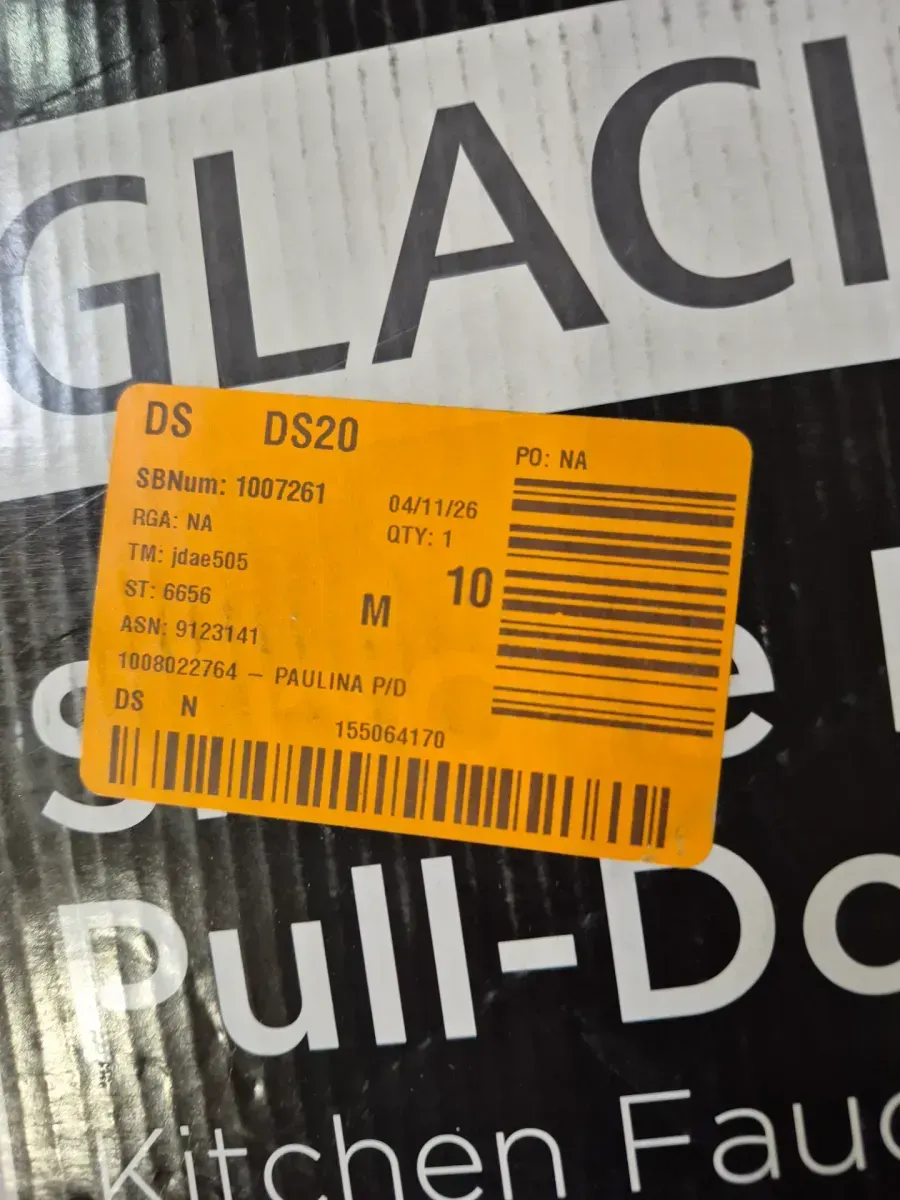 GLACI
DS DS20
PO: NA
SBNum: 1007261
04/11/26
RGA: NA
QTY: 1
TM: jdae505
10
ST: 6656
M
ASN: 9123141
1008022764 – PAULINA P/D
DS N
155064170
Pull-Do
Kitchen Fauc